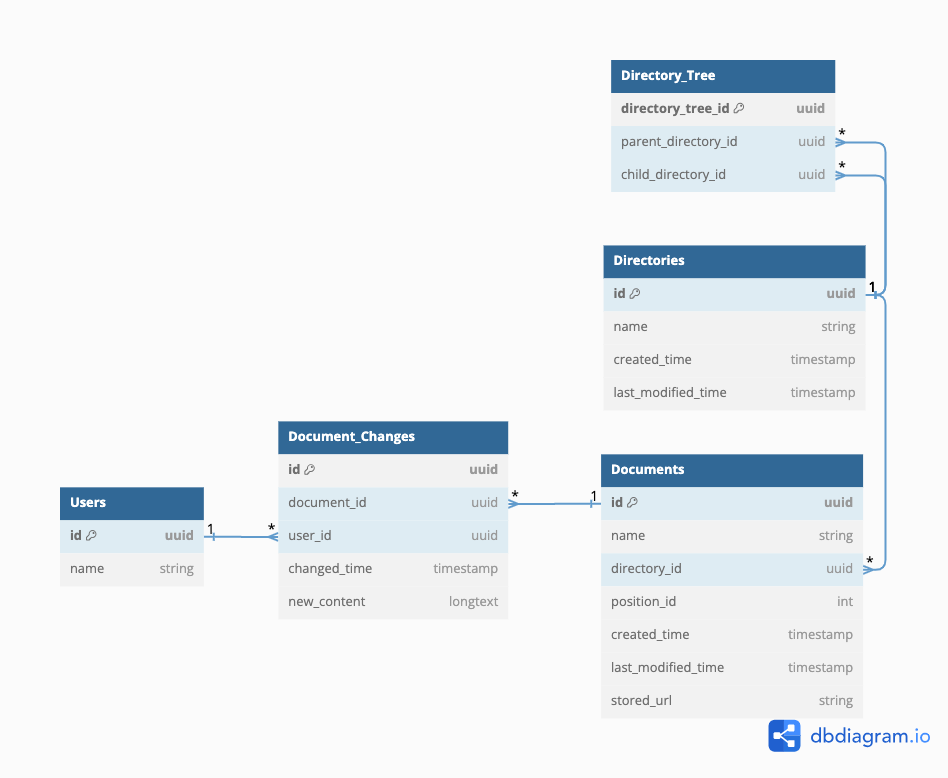 Directory_Tree
directory_tree_id uuid
* 
parent_directory_id uuid
*
child_directory_id uuid
Directories
id uuid 1
name string
created_time timestamp
last_modified_time timestamp
Document_Changes
id uuid
document_id uuid * 1
user_id uuid
changed_time timestamp
new_content longtext
Users
id uuid 1 *
name string
Documents
id uuid
name string
directory_id uuid *
position_id int
created_time timestamp
last_modified_time timestamp
stored_url string
dbdiagram.io